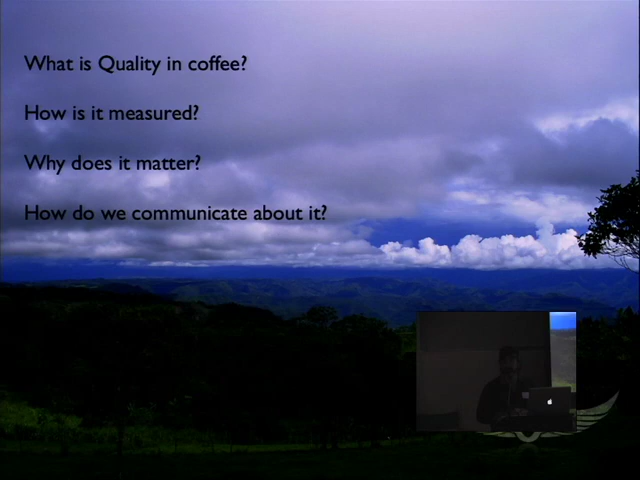 What is Quality in coffee?
How is it measured?
Why does it matter?
How do we communicate about it?